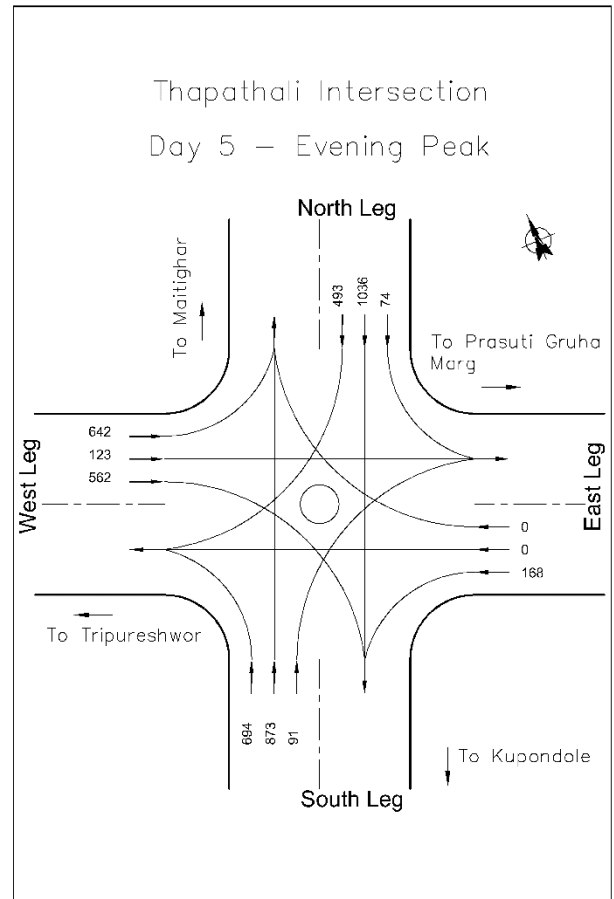 Thapathali Intersection
Day 5 - Evening Peak
North Leg
To Maitighar
493
1036
74
To Prasuti Gruha
Marg
642
123
562
West Leg
East Leg
0
0
168
To Tripureshwor
694
873
91
To Kupondole
South Leg